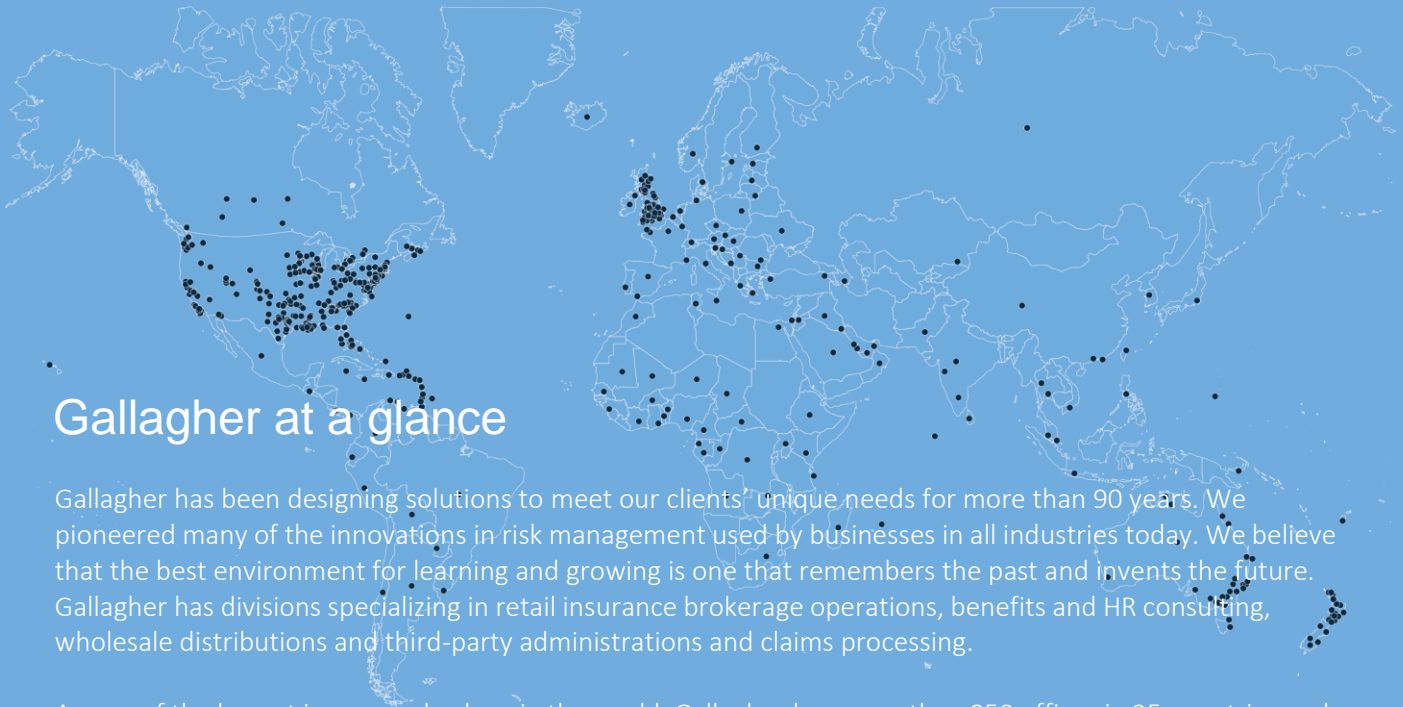 Gallagher at a glance
Gallagher has been designing solutions to meet our clients’ unique needs for more than 90 years. We
pioneered many of the innovations in risk management used by businesses in all industries today. We believe
that the best environment for learning and growing is one that remembers the past and invents the future.
Gallagher has divisions specializing in retail insurance brokerage operations, benefits and HR consulting,
wholesale distributions and third-party administrations and claims processing.